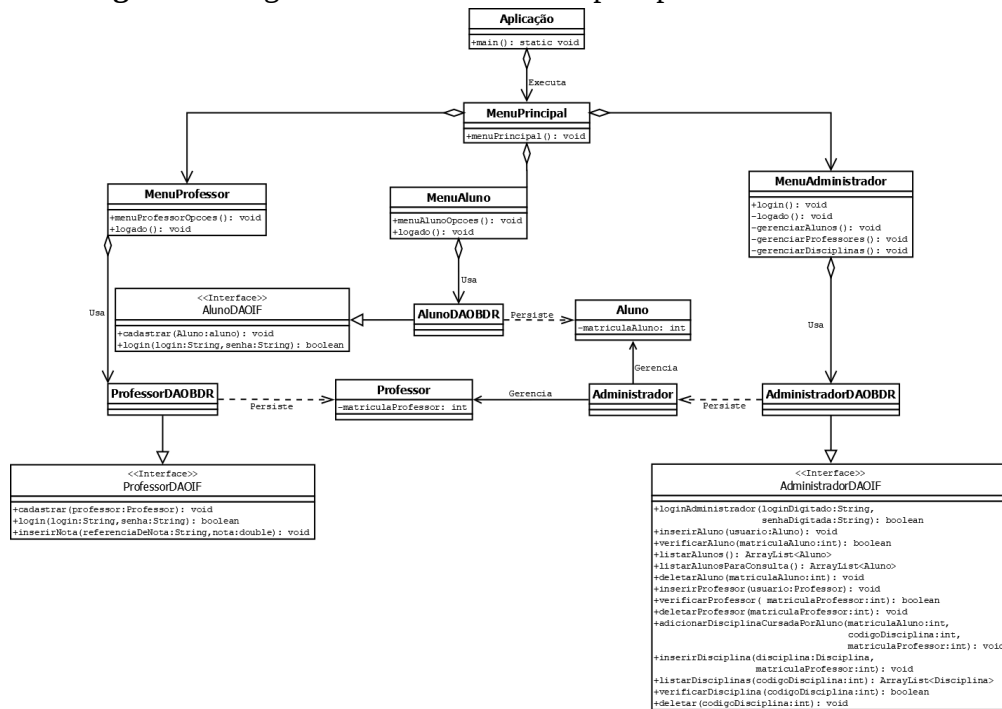 Aplicação
+main(): static void
Executa
MenuPrincipal
+menuPrincipal(): void
MenuProfessor
+menuProfessorOpcoes(): void
+logado(): void
MenuAluno
+menuAlunoOpcoes(): void
+logado(): void
MenuAdministrador
+login(): void
-logado(): void
-gerenciarAlunos(): void
-gerenciarProfessores(): void
-gerenciarDisciplinas(): void
Usa
Usa
Usa
<<Interface>>
AlunoDAOIF
+cadastrar(Aluno:aluno): void
+login(login:String,senha:String): boolean
AlunoDAOBDR
Persiste
Aluno
-matriculaAluno: int
Gerencia
ProfessorDAOBDR
Persiste
Professor
-matriculaProfessor: int
Gerencia
Administrador
Persiste
AdministradorDAOBDR
<<Interface>>
ProfessorDAOIF
+cadastrar(professor:Professor): void
+login(login:String,senha:String): boolean
+inserirNota(referenciaDeNota:String,nota:double): void
<<Interface>>
AdministradorDAOIF
+loginAdministrador(loginDigitado:String,
senhaDigitada:String): boolean
+inserirAluno(usuario:Aluno): void
+verificarAluno(matriculaAluno:int): boolean
+listarAlunos(): ArrayList<Aluno>
+listarAlunosParaConsulta(): ArrayList<Aluno>
+deletarAluno(matriculaAluno:int): void
+inserirProfessor(usuario:Professor): void
+verificarProfessor( matriculaProfessor:int): boolean
+deletarProfessor(matriculaProfessor:int): void
+adicionarDisciplinaCursadaPorAluno(matriculaAluno:int,
codigoDisciplina:int,
matriculaProfessor:int): void
+inserirDisciplina(disciplina:Disciplina,
matriculaProfessor:int): void
+listarDisciplinas(codigoDisciplina:int): ArrayList<Disciplina>
+verificarDisciplina(codigoDisciplina:int): boolean
+deletar(codigoDisciplina:int): void